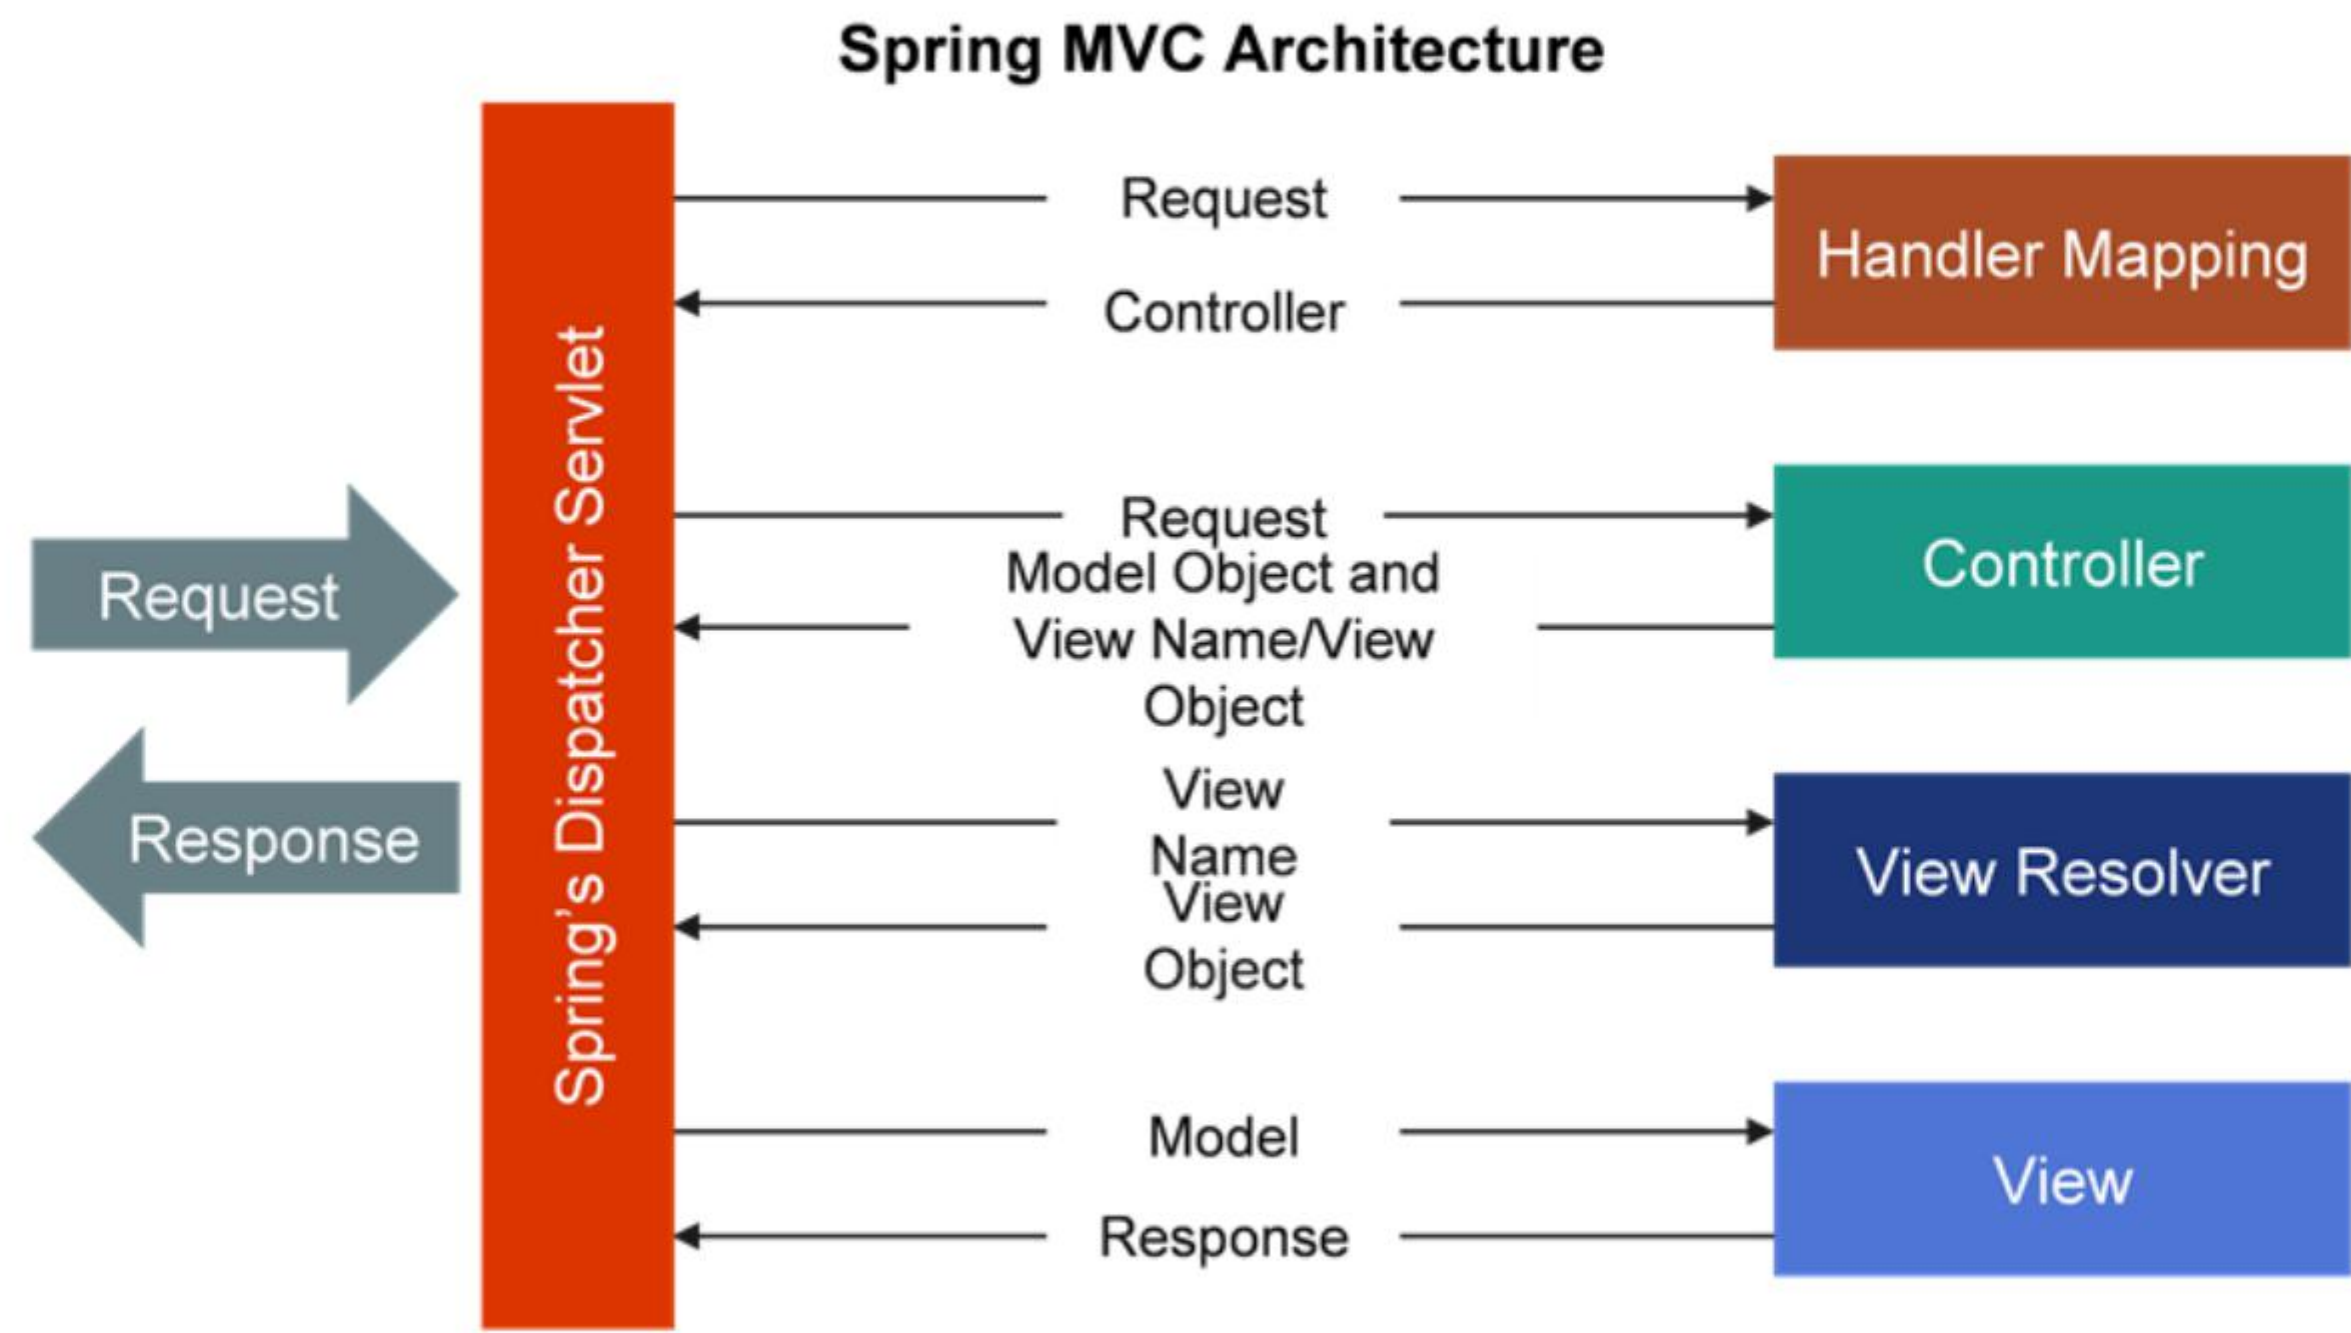 Spring MVC Architecture
Request
Response
Spring's Dispatcher Servlet
Request
Controller
Handler Mapping
Request
Model Object and
View Name/View
Object
Controller
View
Name
View
Object
View Resolver
Model
Response
View